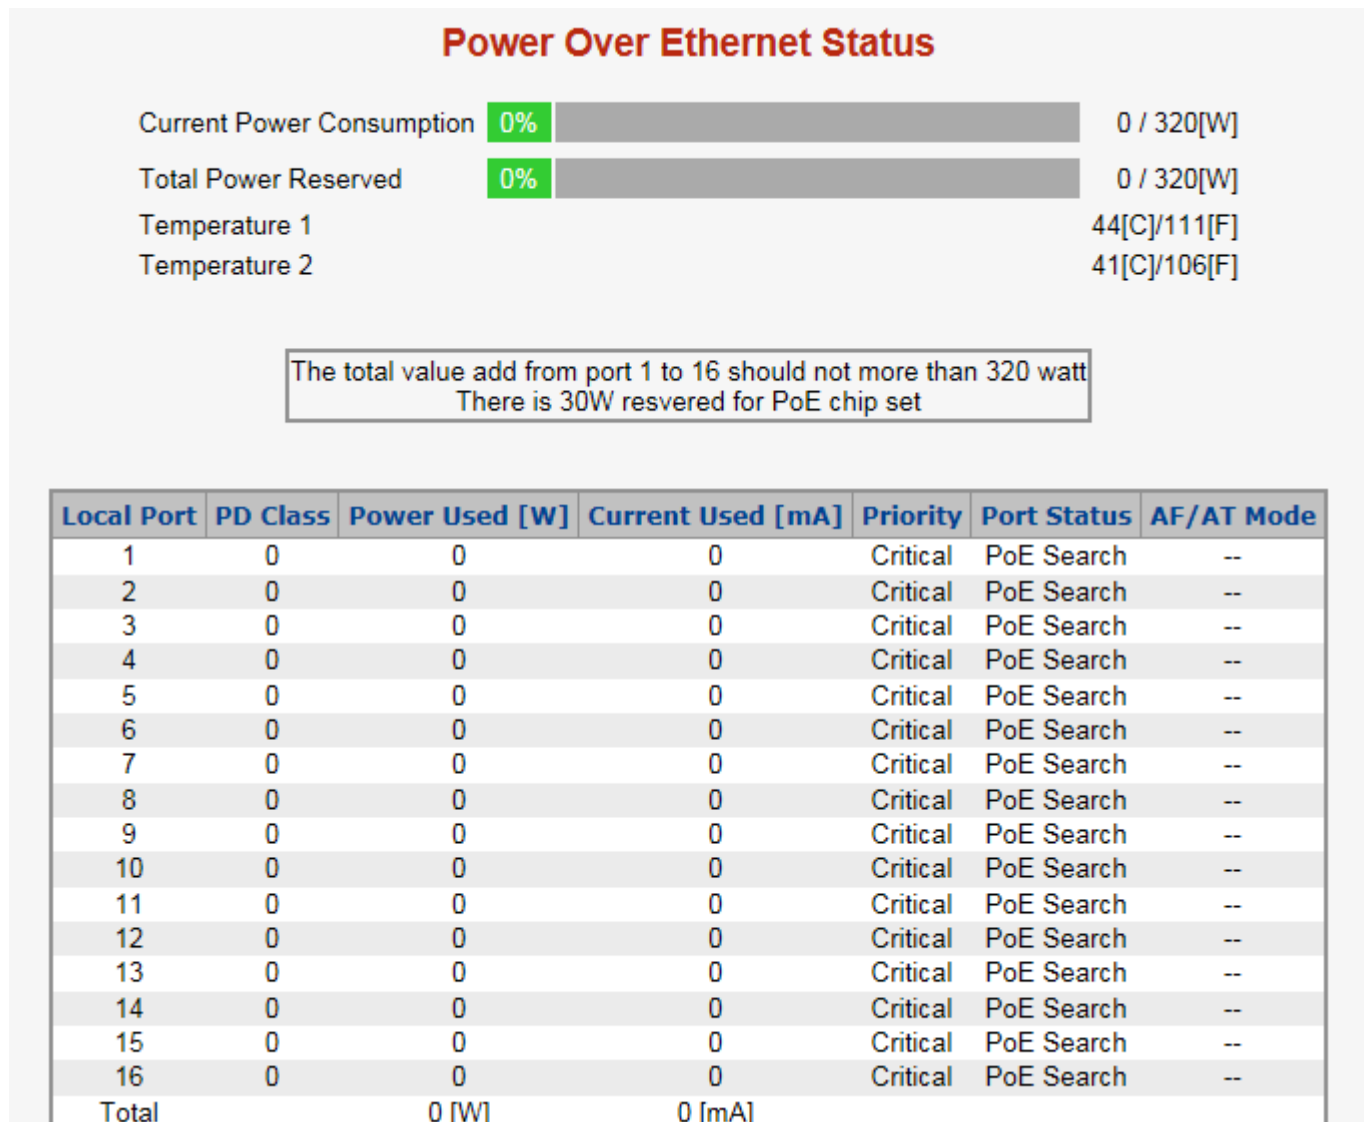 Power Over Ethernet Status
Current Power Consumption 0% 0 / 320[W]
Total Power Reserved 0% 0 / 320[W]
Temperature 1 44[C]/111[F]
Temperature 2 41[C]/106[F]
The total value add from port 1 to 16 should not more than 320 watt
There is 30W resvered for PoE chip set
Local Port PD Class Power Used [W] Current Used [mA] Priority Port Status AF/AT Mode
1 0 0 0 Critical PoE Search --
2 0 0 0 Critical PoE Search --
3 0 0 0 Critical PoE Search --
4 0 0 0 Critical PoE Search --
5 0 0 0 Critical PoE Search --
6 0 0 0 Critical PoE Search --
7 0 0 0 Critical PoE Search --
8 0 0 0 Critical PoE Search --
9 0 0 0 Critical PoE Search --
10 0 0 0 Critical PoE Search --
11 0 0 0 Critical PoE Search --
12 0 0 0 Critical PoE Search --
13 0 0 0 Critical PoE Search --
14 0 0 0 Critical PoE Search --
15 0 0 0 Critical PoE Search --
16 0 0 0 Critical PoE Search --
Total 0 [W] 0 [mA]